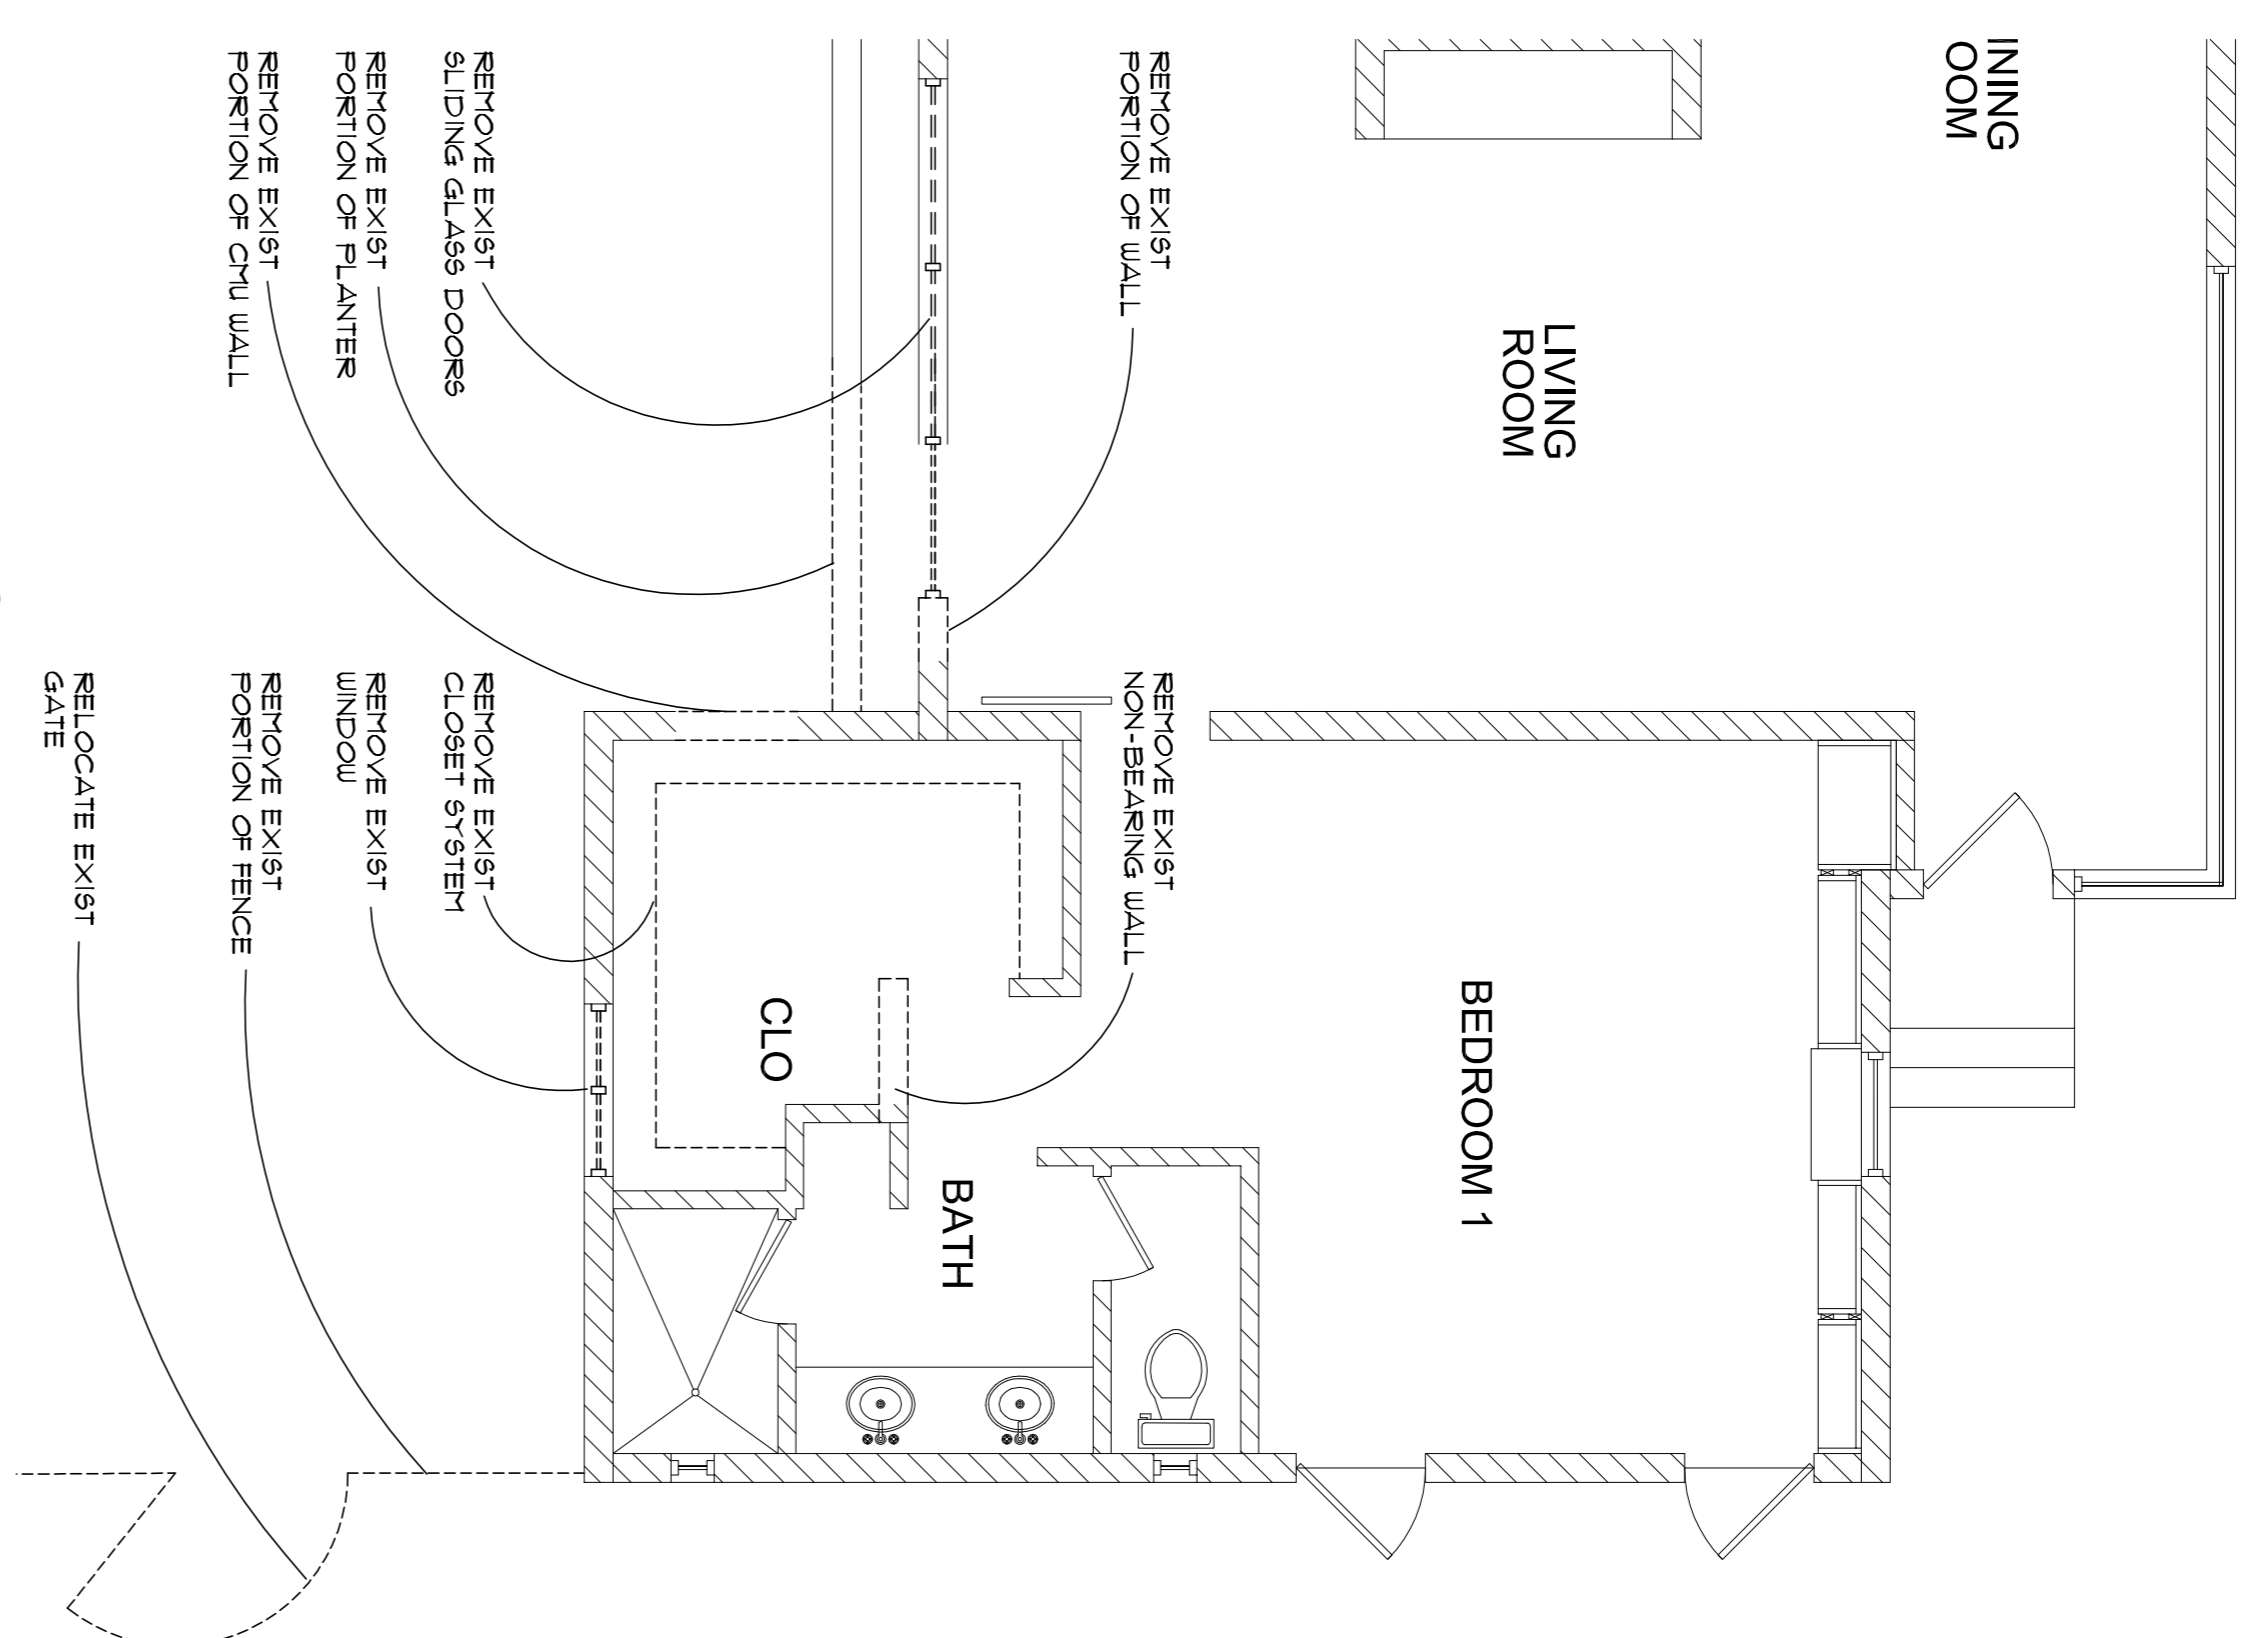 INING
OOM
LIVING
ROOM
REMOVE EXIST
PORTION OF WALL
REMOVE EXIST
SLIDING GLASS DOORS
REMOVE EXIST
PORTION OF PLANTER
REMOVE EXIST
PORTION OF CMU WALL
BEDROOM 1
REMOVE EXIST
NON-BEARING WALL
BATH
CLO
REMOVE EXIST
CLOSET SYSTEM
REMOVE EXIST
WINDOW
REMOVE EXIST
PORTION OF FENCE
RELOCATE EXIST
GATE